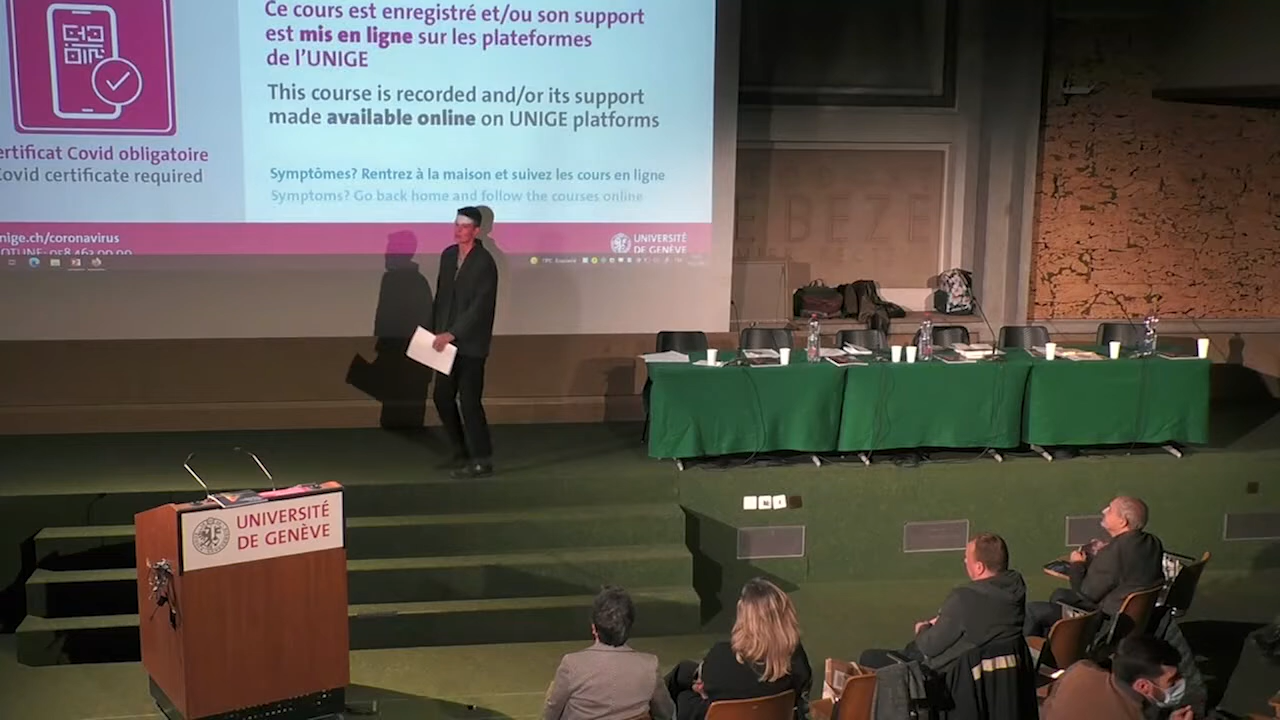 Ce cours est enregistré et/ou son support
est mis en ligne sur les plateformes
de l'UNIGE
This course is recorded and/or its support
made available online on UNIGE platforms
ertificat Covid obligatoire
Covid certificate required
Symptômes? Rentrez à la maison et suivez les cours en ligne
Symptoms? Go back home and follow the courses online
nige.ch/coronavirus
UNIVERSITÉ
DE GENÈVE
E BEZE
UNIVERSITÉ
DE GENÈVE